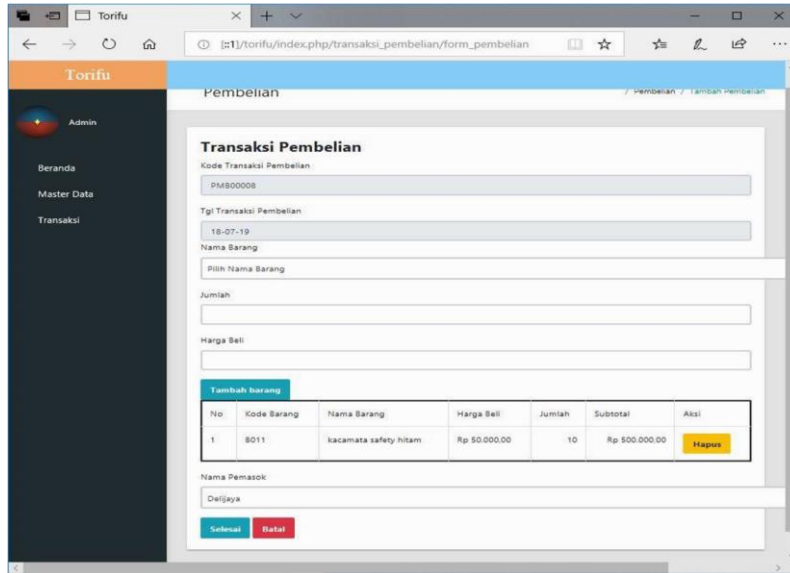 Torifu
[::1]/torifu/index.php/transaksi_pembelian/form_pembelian
Torifu
Admin
Beranda
Master Data
Transaksi
Pembelian
/ Pembelian / Tambah Pembelian
Transaksi Pembelian
Kode Transaksi Pembelian
PMB00008
Tgl Transaksi Pembelian
18-07-19
Nama Barang
Pilih Nama Barang
Jumlah
Harga Beli
Tambah barang
No Kode Barang Nama Barang Harga Beli Jumlah Subtotal Aksi
1 B011 kacamata safety hitam Rp 50.000,00 10 Rp 500.000,00 Hapus
Nama Pemasok
Delijaya
Selesai Batal